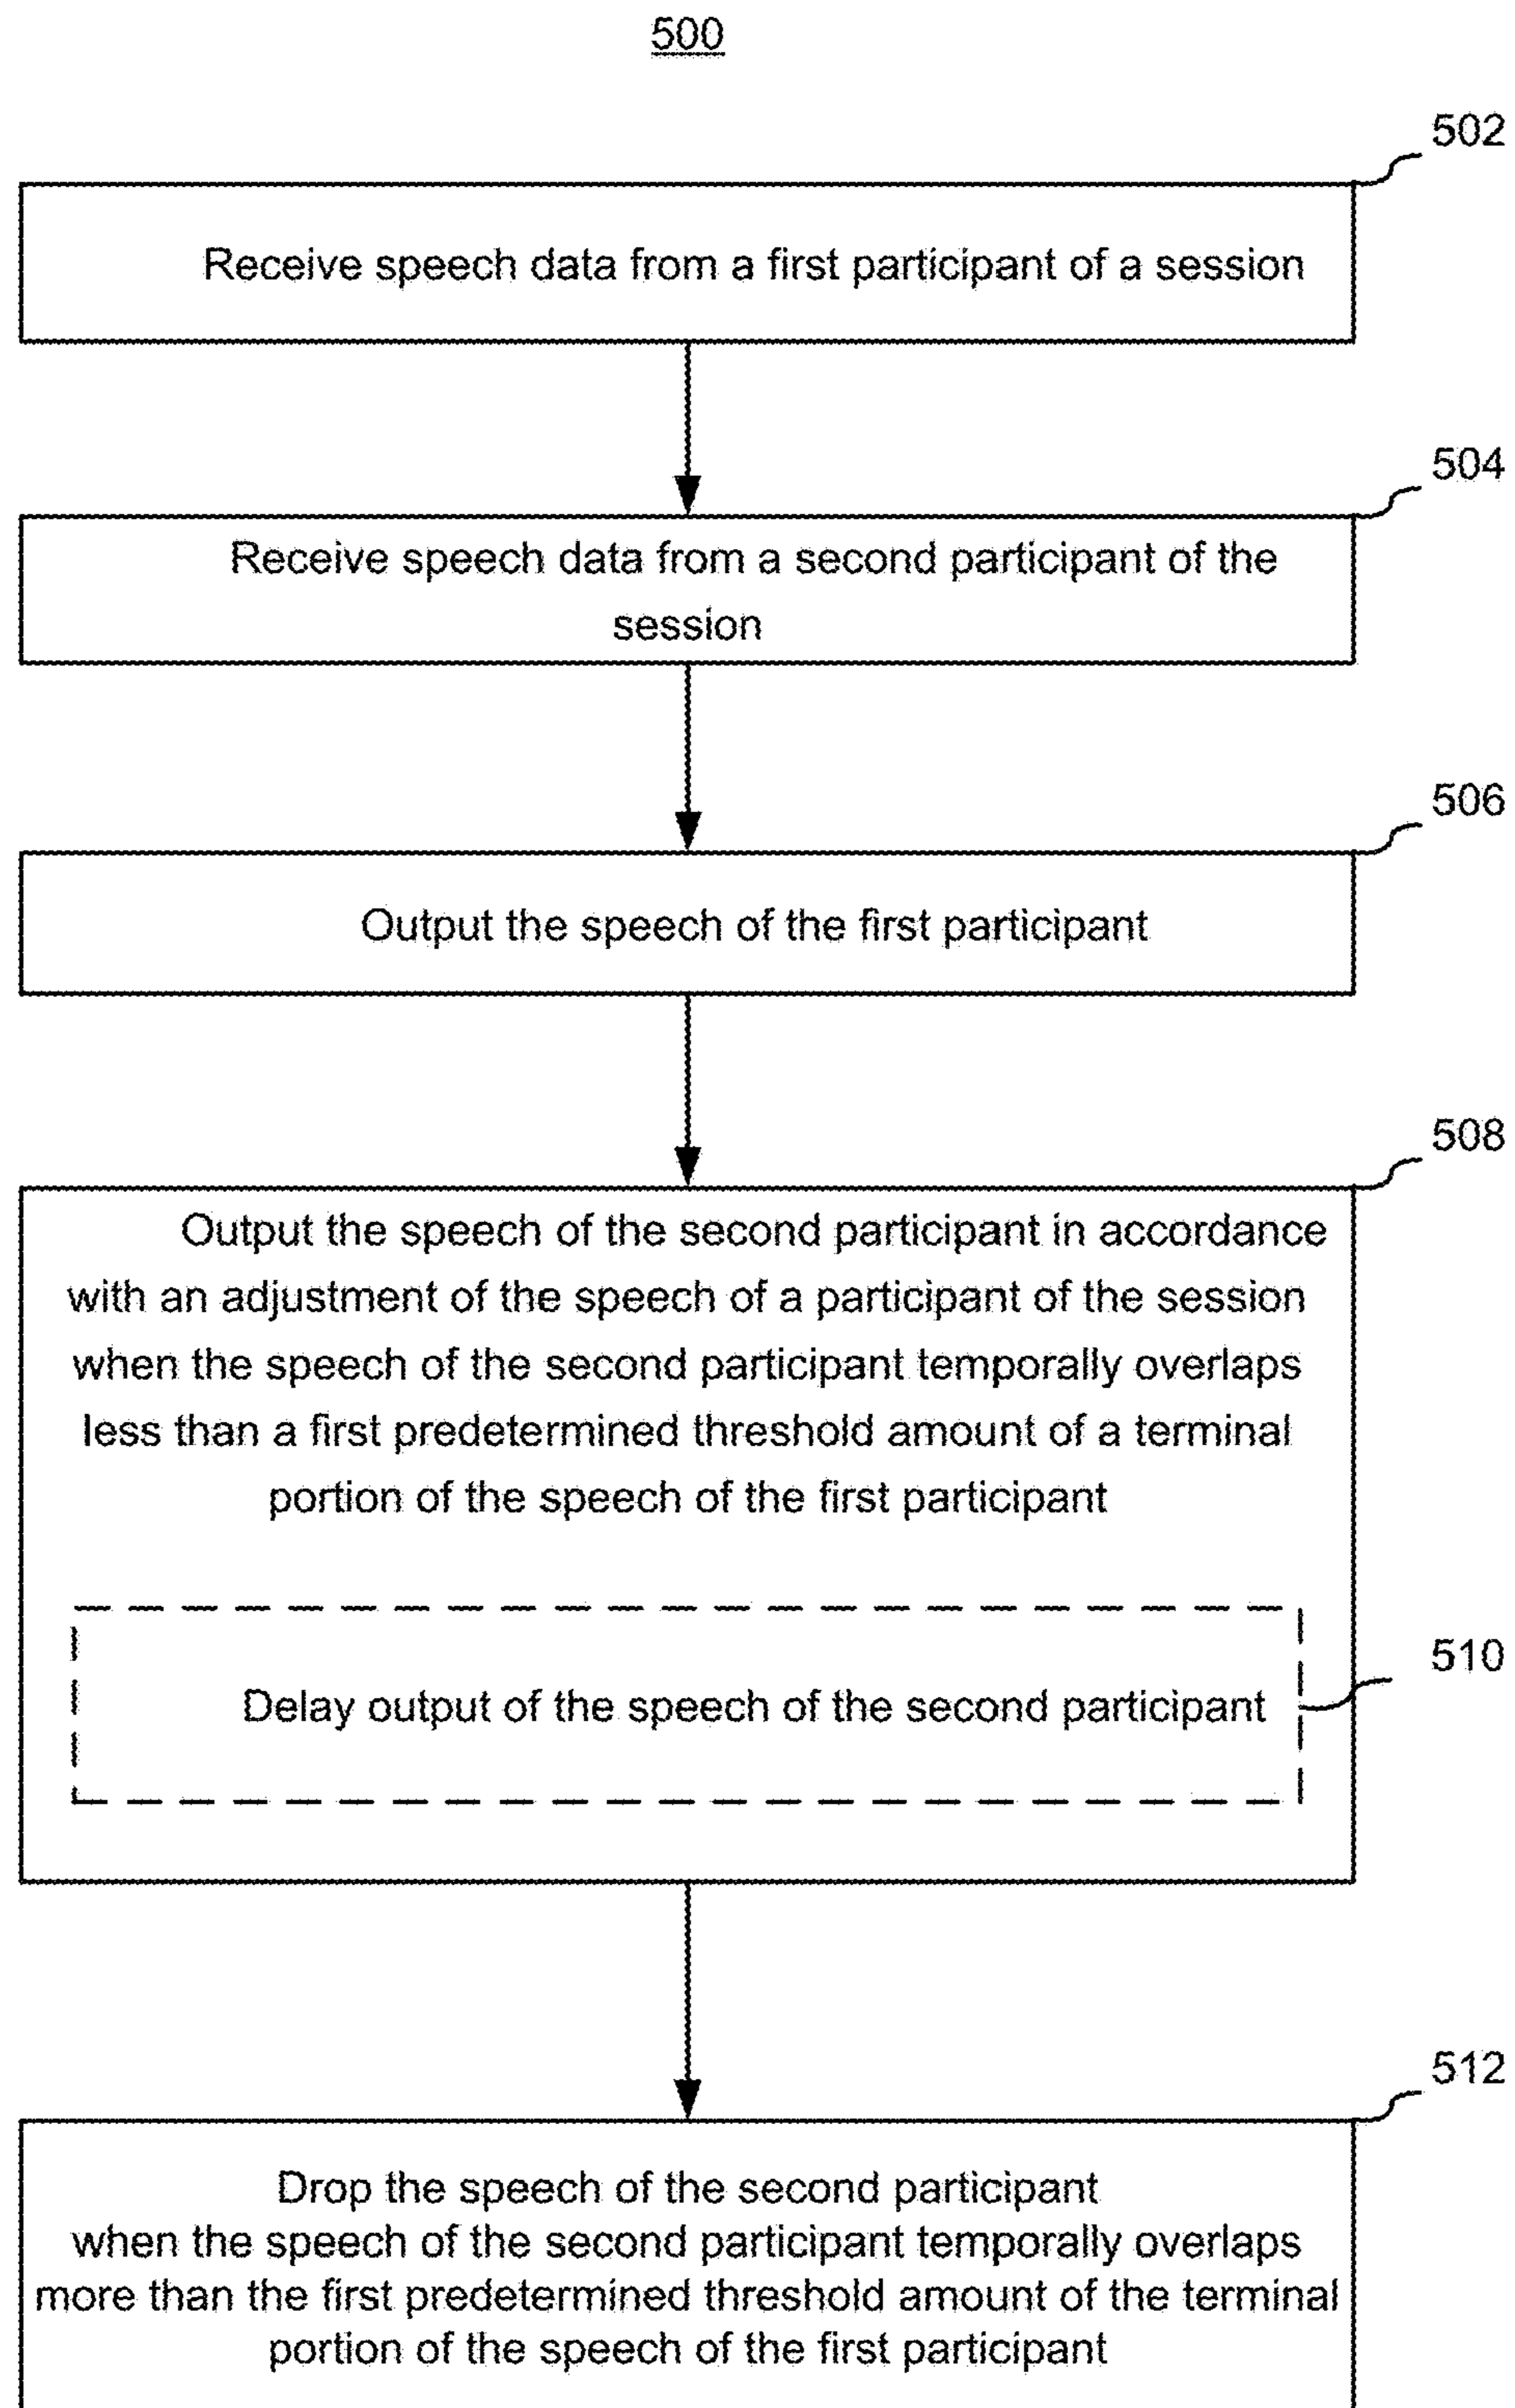 500
502
Receive speech data from a first participant of a session
504
Receive speech data from a second participant of the
session
506
Output the speech of the first participant
508
Output the speech of the second participant in accordance
with an adjustment of the speech of a participant of the session
when the speech of the second participant temporally overlaps
less than a first predetermined threshold amount of a terminal
portion of the speech of the first participant
510
Delay output of the speech of the second participant
512
Drop the speech of the second participant
when the speech of the second participant temporally overlaps
more than the first predetermined threshold amount of the terminal
portion of the speech of the first participant